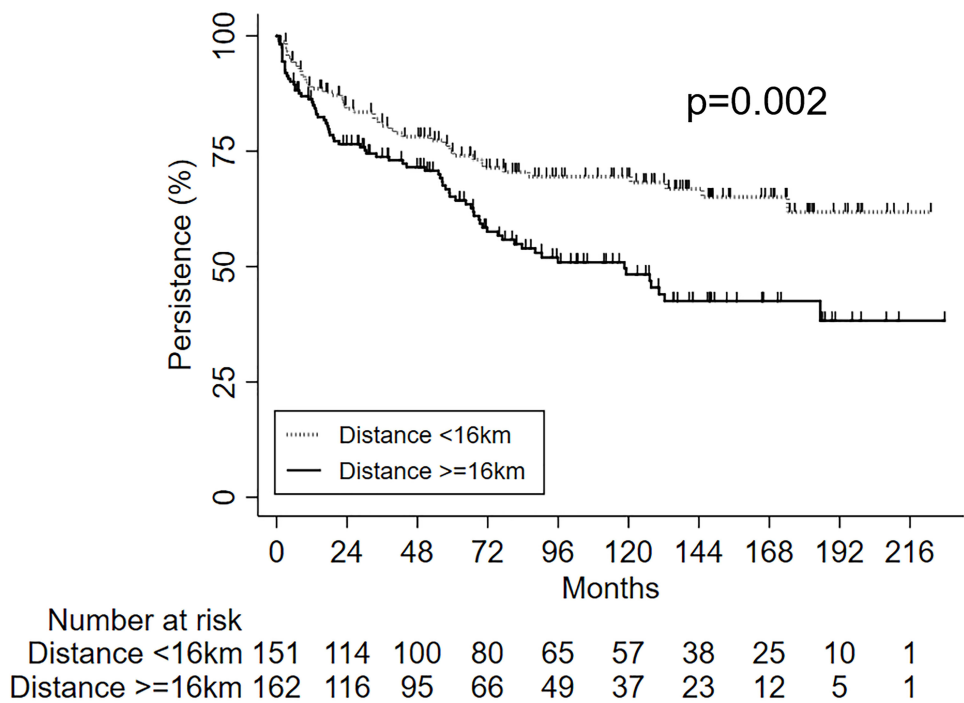 100
75
50
25
0
Persistence (%)
p=0.002
Distance <16km
Distance >=16km
0 24 48 72 96 120 144 168 192 216
Months
Number at risk
Distance <16km 151 114 100 80 65 57 38 25 10 1
Distance >=16km 162 116 95 66 49 37 23 12 5 1